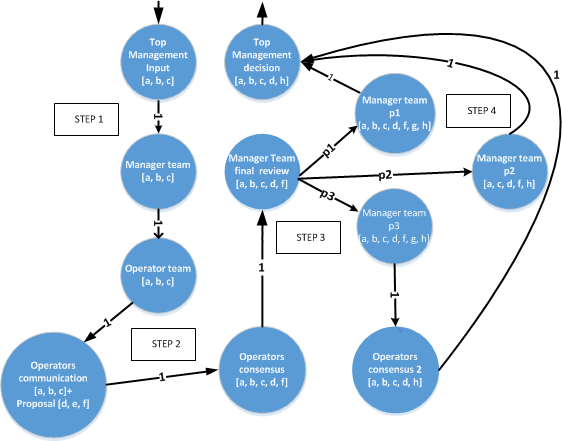 Top
Management
Input
[a, b, c]
1
STEP 1
Manager team
[a, b, c]
1
Operator team
[a, b, c]
1
STEP 2
Operators
communication
[a, b, c]+
Proposal [d, e, f]
1
Operators
consensus
[a, b, c, d, f]
1
STEP 3
Manager Team
final review
[a, b, c, d, f]
p1
p2
p3
Manager team
p1
[a, b, c, d, f, g, h]
1
STEP 4
Manager team
p2
[a, c, d, f, h]
1
Manager team
p3
[a, b, c, d, f, g, h]
1
Operators
consensus 2
[a, b, c, d, h]
1
Top
Management
decision
[a, b, c, d, h]